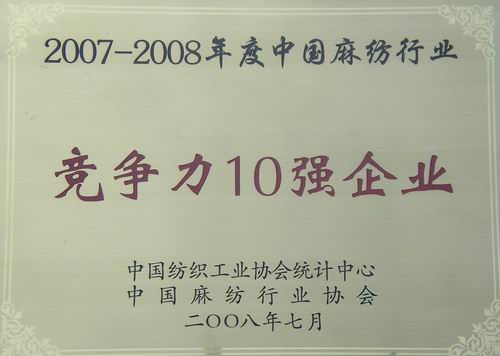 2007-2008年度中国麻纺行业
竞争力10强企业
中国纺织工业协会统计中心
中国麻纺行业协会
二〇〇八年七月